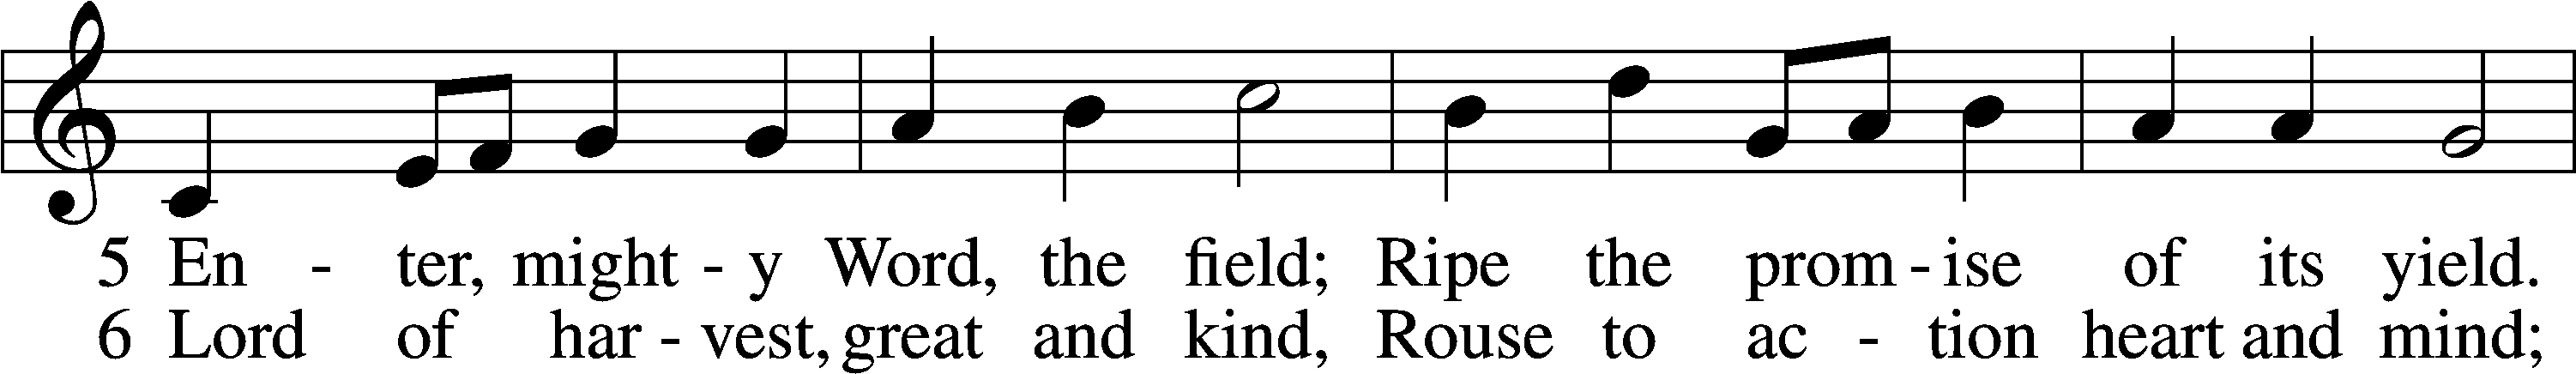 5 En - ter, might - y Word, the field; Ripe the prom - ise of its yield.
6 Lord of har - vest, great and kind, Rouse to ac - tion heart and mind;